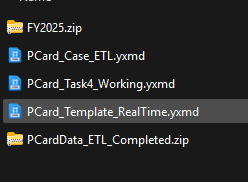 FY2025.zip
PCard_Case_ETL.yxmd
PCard_Task4_Working.yxmd
PCard_Template_RealTime.yxmd
PCardData_ETL_Completed.zip